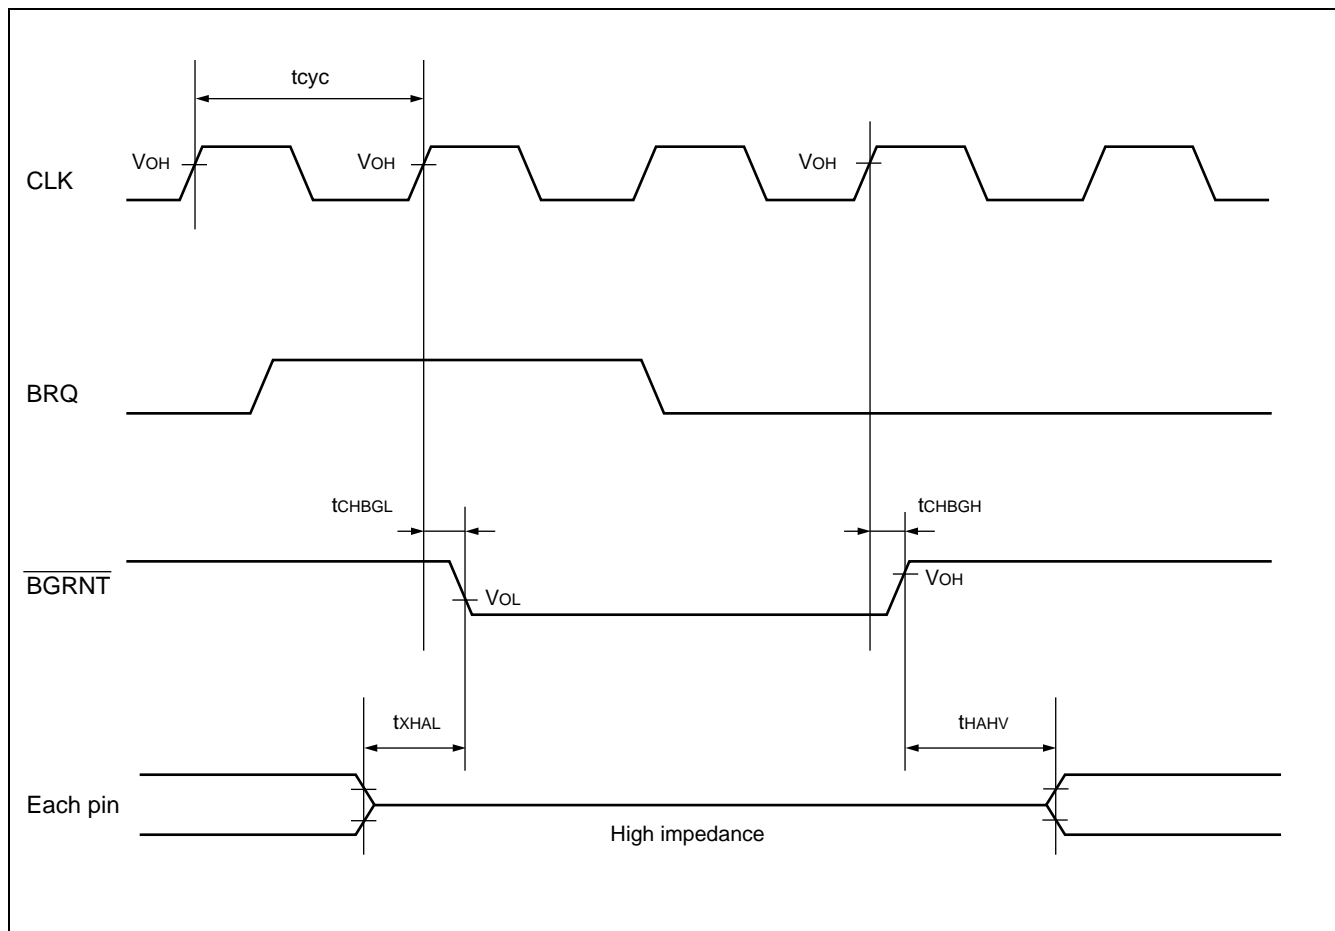 tcyc
VOH
VOH
VOH
CLK
BRQ
tCHBGL
tCHBGH
BGRNT
VOL
VOH
tXHAL
tHAHV
Each pin
High impedance